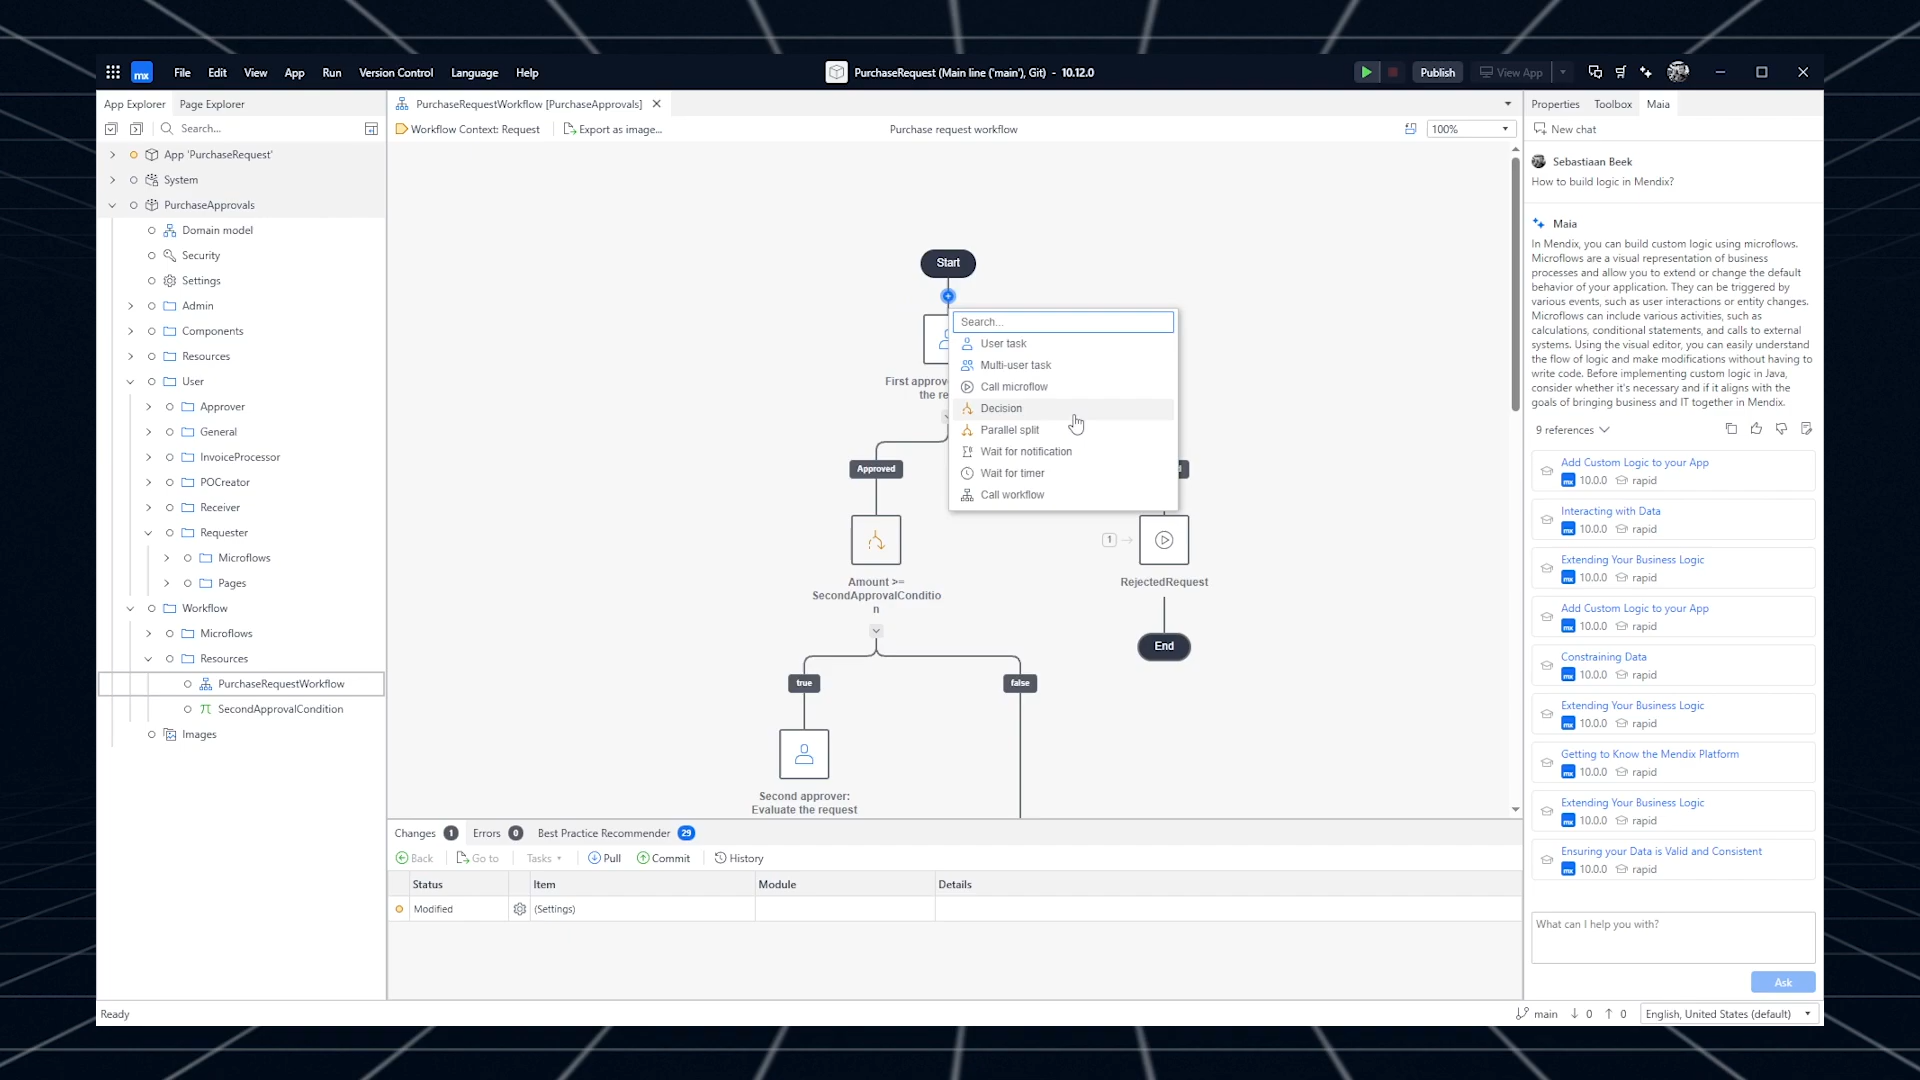 mx
File Edit View App Run Version Control Language Help
PurchaseRequest (Main line ('main'), Git) - 10.12.0
Publish
View App
App Explorer Page Explorer
Search...
App 'PurchaseRequest'
System
PurchaseApprovals
Domain model
Security
Settings
Admin
Components
Resources
User
Approver
General
InvoiceProcessor
POCreator
Receiver
Requester
Microflows
Pages
Workflow
Microflows
Resources
PurchaseRequestWorkflow
SecondApprovalCondition
Images
PurchaseRequestWorkflow [PurchaseApprovals]
Workflow Context: Request
Export as image...
Purchase request workflow
100%
Start
Search...
User task
Multi-user task
Call microflow
Decision
Parallel split
Wait for notification
Wait for timer
Call workflow
First
the
Approved
Amount >=
SecondApprovalConditio
n
1
RejectedRequest
End
true
false
Second approver:
Evaluate the request
Changes 1 Errors 0 Best Practice Recommender 29
Back Go to Tasks Pull Commit History
Status Item Module Details
Modified (Settings)
Properties Toolbox Maia
New chat
Sebastiaan Beek
How to build logic in Mendix?
Maia
In Mendix, you can build custom logic using microflows.
Microflows are a visual representation of business
processes and allow you to extend or change the default
behavior of your application. They can be triggered by
various events, such as user interactions or entity changes.
Microflows can include various activities, such as
calculations, conditional statements, and calls to external
systems. Using the visual editor, you can easily understand
the flow of logic and make modifications without having to
write code. Before implementing custom logic in Java,
consider whether it's necessary and if it aligns with the
goals of bringing business and IT together in Mendix.
9 references
Add Custom Logic to your App
mx 10.0.0 rapid
Interacting with Data
mx 10.0.0 rapid
Extending Your Business Logic
mx 10.0.0 rapid
Add Custom Logic to your App
mx 10.0.0 rapid
Constraining Data
mx 10.0.0 rapid
Extending Your Business Logic
mx 10.0.0 rapid
Getting to Know the Mendix Platform
mx 10.0.0 rapid
Extending Your Business Logic
mx 10.0.0 rapid
Ensuring your Data is Valid and Consistent
mx 10.0.0 rapid
What can I help you with?
Ask
Ready
main 0 0
English, United States (default)